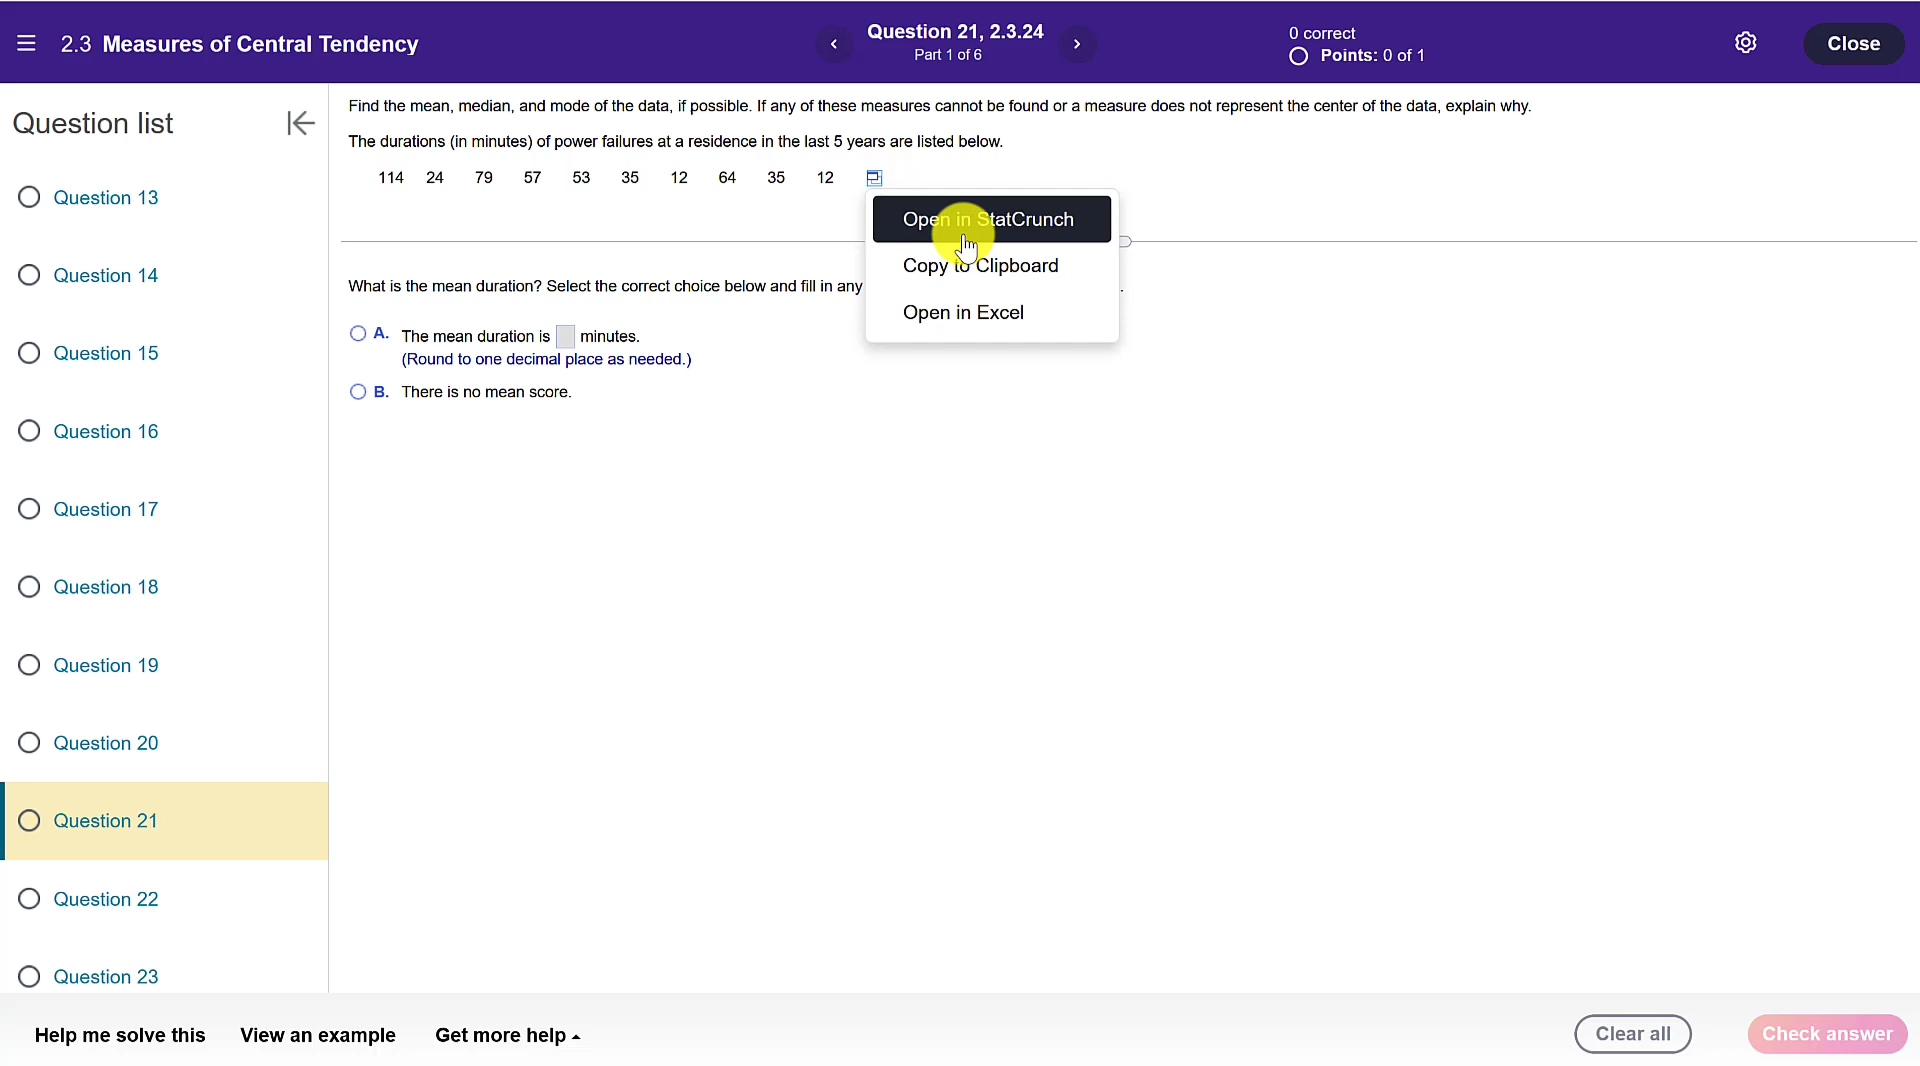 2.3 Measures of Central Tendency
Question 21, 2.3.24
Part 1 of 6
0 correct
Points: 0 of 1
Close
Question list
Question 13
Question 14
Question 15
Question 16
Question 17
Question 18
Question 19
Question 20
Question 21
Question 22
Question 23
Find the mean, median, and mode of the data, if possible. If any of these measures cannot be found or a measure does not represent the center of the data, explain why.
The durations (in minutes) of power failures at a residence in the last 5 years are listed below.
114 24 79 57 53 35 12 64 35 12
Open in StatCrunch
Copy to Clipboard
Open in Excel
What is the mean duration? Select the correct choice below and fill in any
.
A. The mean duration is minutes.
(Round to one decimal place as needed.)
B. There is no mean score.
Help me solve this
View an example
Get more help
Clear all
Check answer